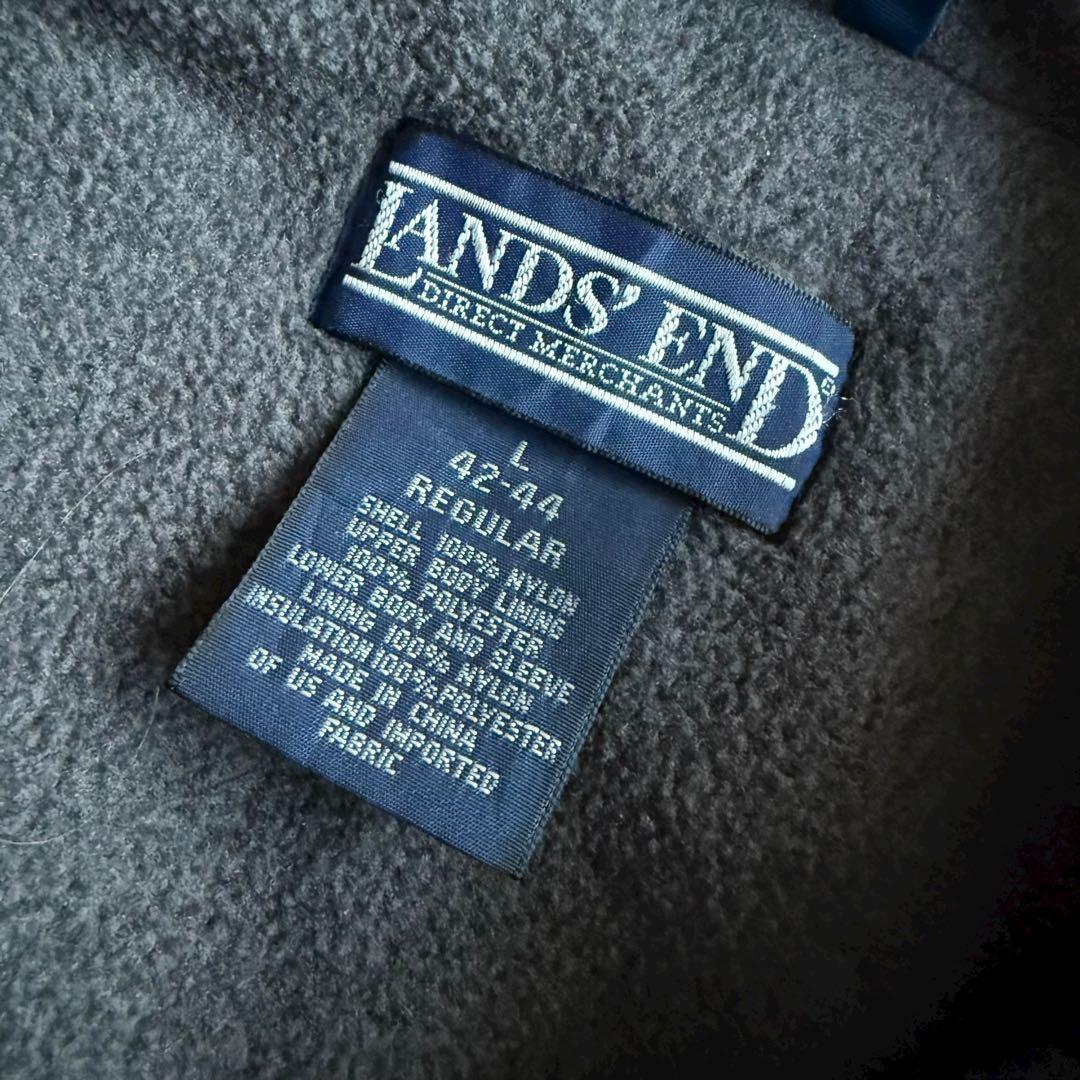 LANDS' END
DIRECT MERCHANTS
L
42-44
REGULAR
SHELL 100% NYLON
UPPER BODY LINING
100% POLYESTER
LOWER BODY AND SLEEVE
LINING 100% NYLON
INSULATION 100% POLYESTER
MADE IN CHINA
OF US AND IMPORTED
FABRIC